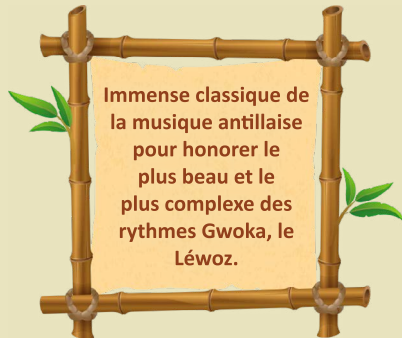 Immense classique de
la musique antillaise
pour honorer le
plus beau et le
plus complexe des
rythmes Gwoka, le
Léwoz.